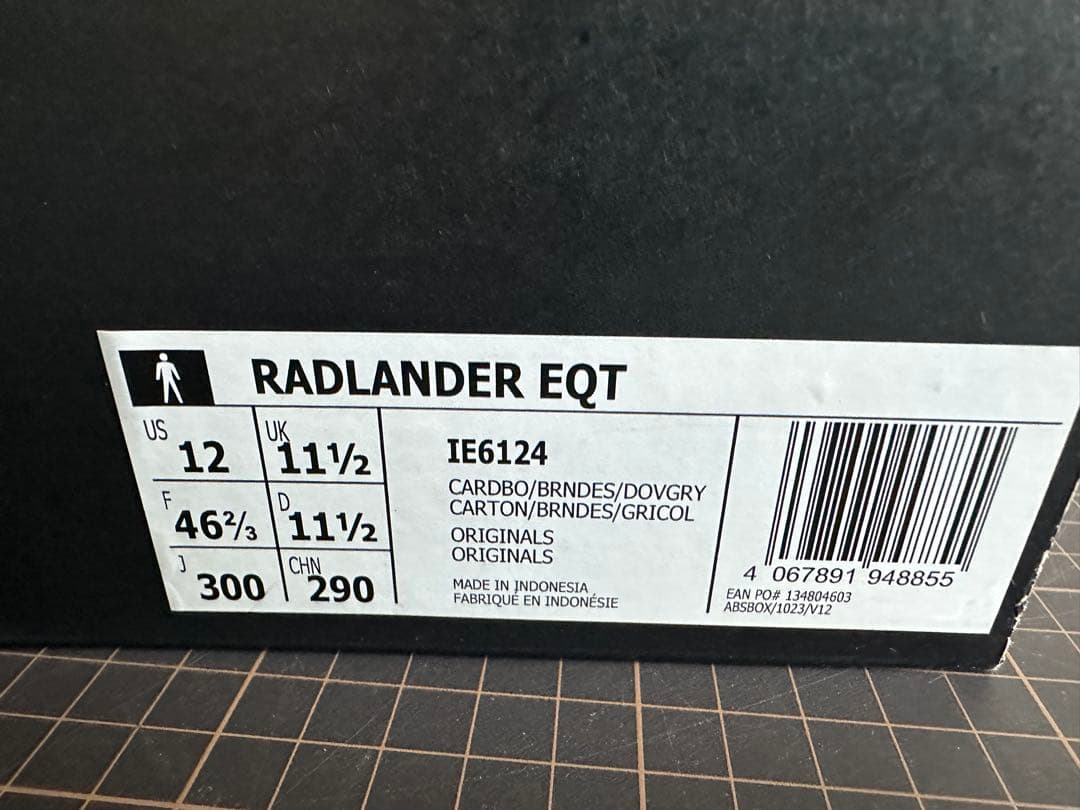 RADLANDER EQT
US 12 UK 11½
F 46⅔ D 11½
J 300 CHN 290
IE6124
CARDBO/BRNDES/DOVGRY
CARTON/BRNDES/GRICOL
ORIGINALS
ORIGINALS
MADE IN INDONESIA
FABRIQUÉ EN INDONÉSIE
4 067891 948855
EAN PO# 134804603
ABSBOX/1023/V12